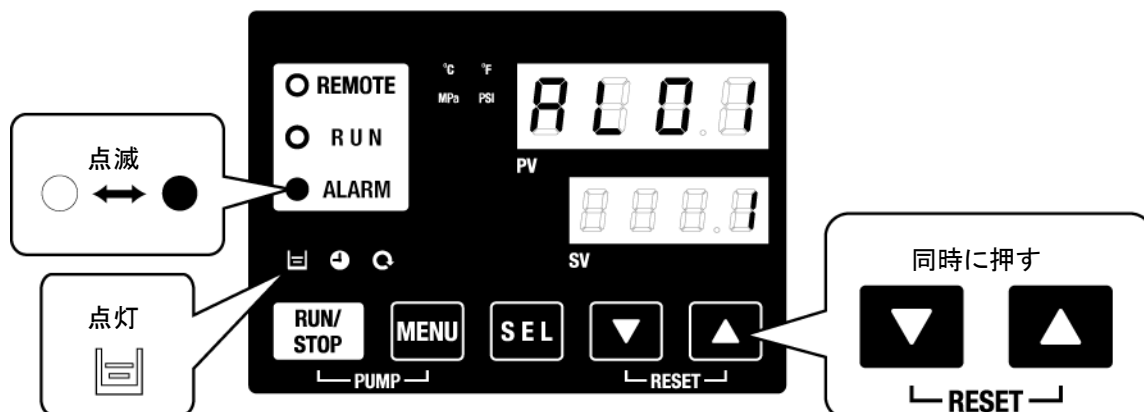 REMOTE
RUN
ALARM
°C °F
MPa PSI
AL01
PV
1
SV
点滅
点灯
RUN/
STOP
MENU
SEL
PUMP
RESET
同時に押す
RESET